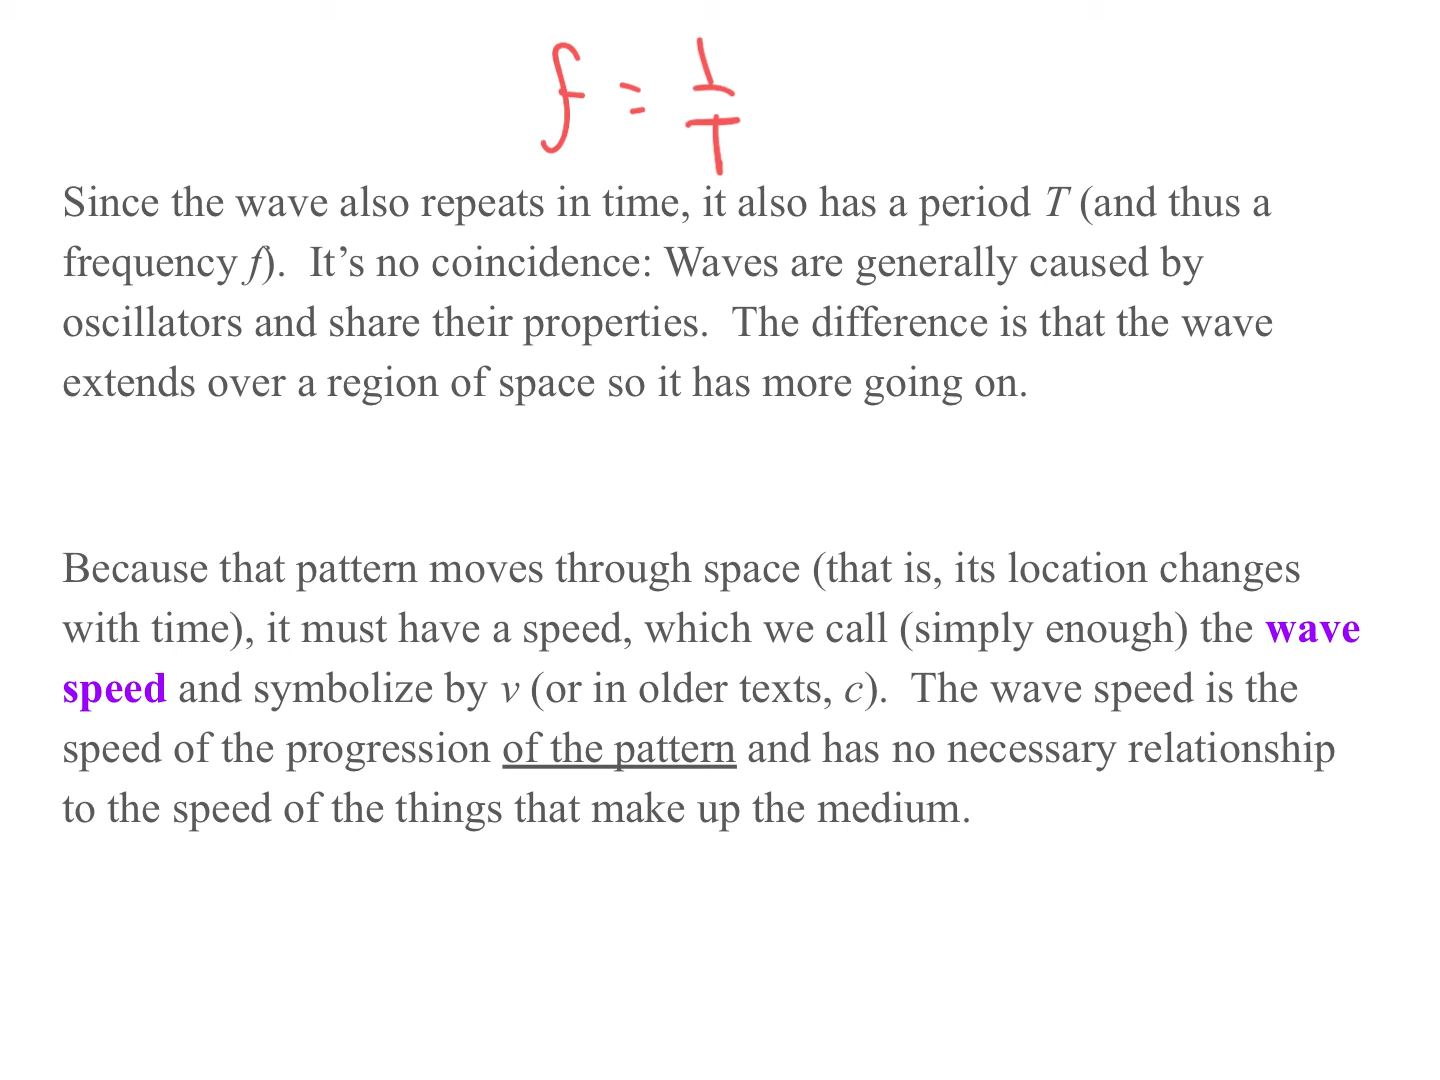 f = 1/T
Since the wave also repeats in time, it also has a period T (and thus a
frequency f).  It’s no coincidence: Waves are generally caused by
oscillators and share their properties.  The difference is that the wave
extends over a region of space so it has more going on.
Because that pattern moves through space (that is, its location changes
with time), it must have a speed, which we call (simply enough) the wave
speed and symbolize by v (or in older texts, c).  The wave speed is the
speed of the progression of the pattern and has no necessary relationship
to the speed of the things that make up the medium.